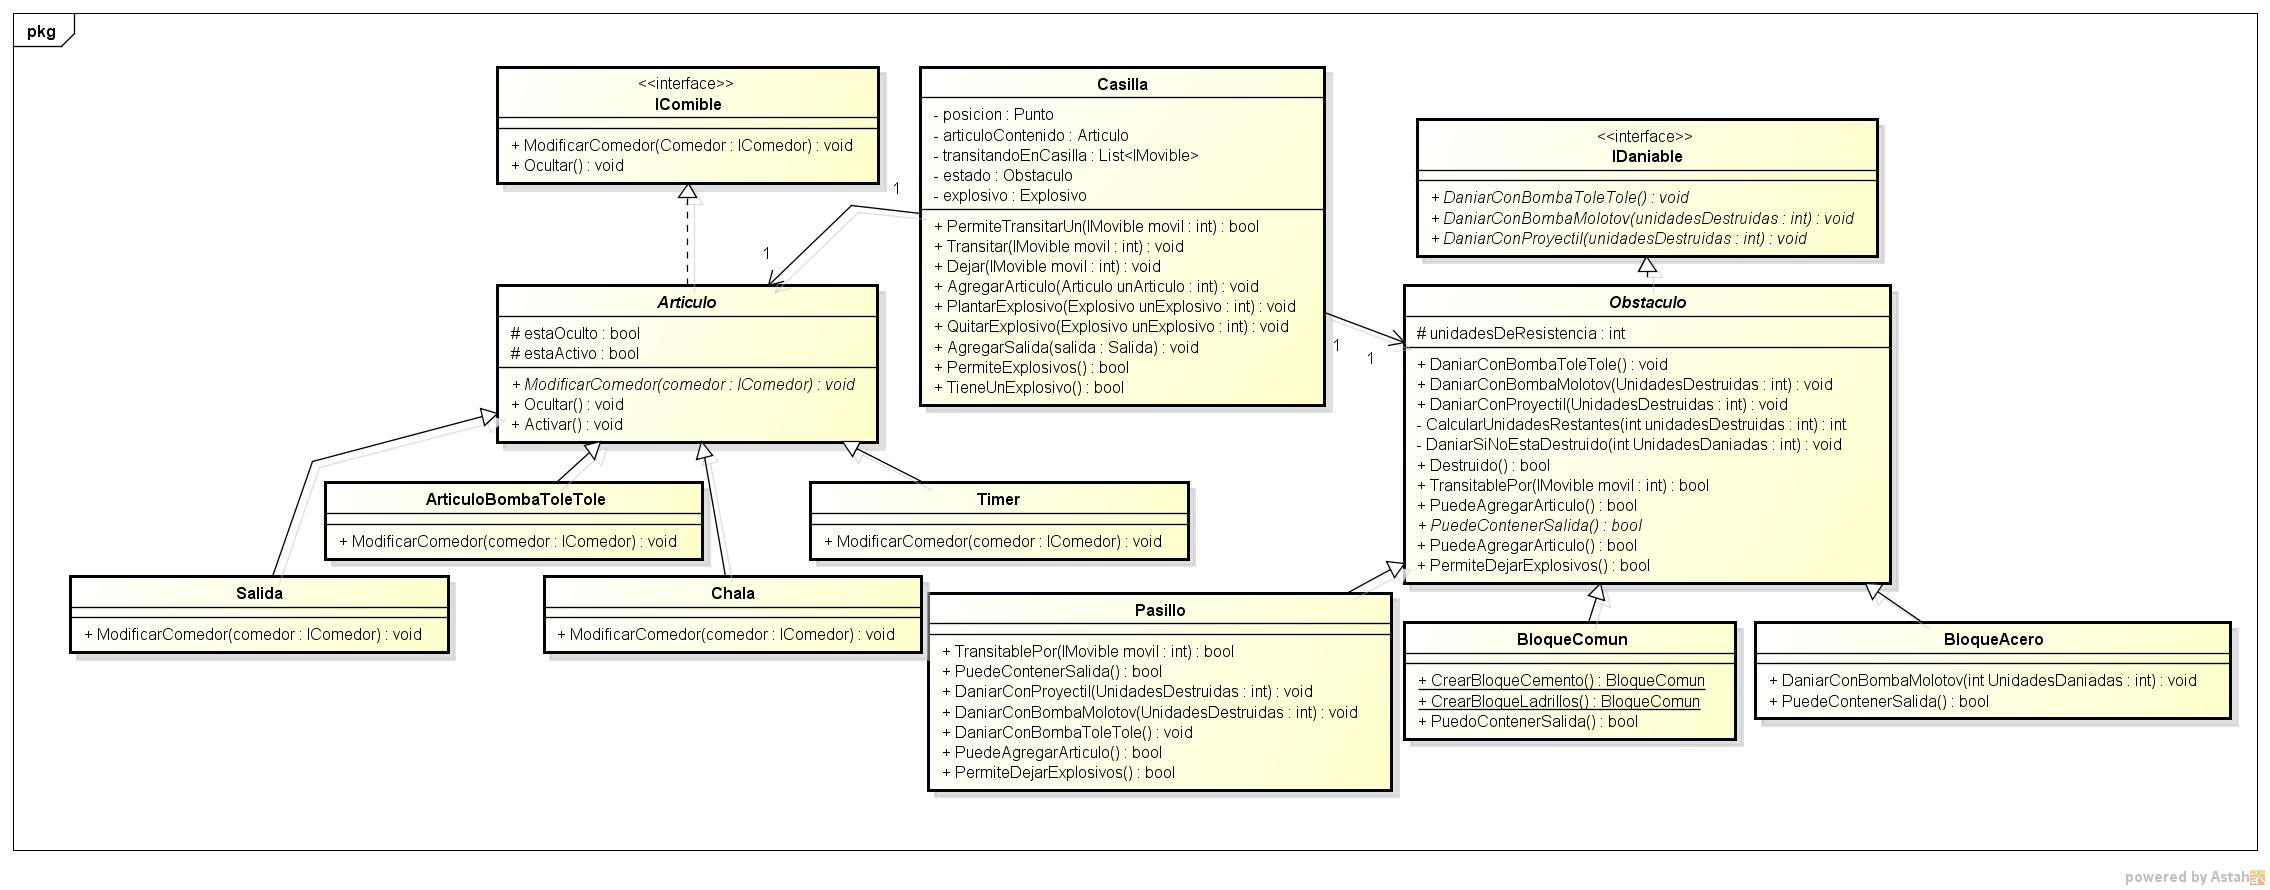 pkg
<<interface>>
IComible
+ ModificarComedor(Comedor : IComedor) : void
+ Ocultar() : void
Casilla
- posicion : Punto
- articuloContenido : Articulo
- transitandoEnCasilla : List<IMovible>
- estado : Obstaculo
- explosivo : Explosivo
+ PermiteTransitarUn(IMovible movil : int) : bool
+ Transitar(IMovible movil : int) : void
+ Dejar(IMovible movil : int) : void
+ AgregarArticulo(Articulo unArticulo : int) : void
+ PlantarExplosivo(Explosivo unExplosivo : int) : void
+ QuitarExplosivo(Explosivo unExplosivo : int) : void
+ AgregarSalida(salida : Salida) : void
+ PermiteExplosivos() : bool
+ TieneUnExplosivo() : bool
<<interface>>
IDaniable
+ DaniarConBombaToleTole() : void
+ DaniarConBombaMolotov(unidadesDestruidas : int) : void
+ DaniarConProyectil(unidadesDestruidas : int) : void
1
1
1
1
Articulo
# estaOculto : bool
# estaActivo : bool
+ ModificarComedor(comedor : IComedor) : void
+ Ocultar() : void
+ Activar() : void
Obstaculo
# unidadesDeResistencia : int
+ DaniarConBombaToleTole() : void
+ DaniarConBombaMolotov(UnidadesDestruidas : int) : void
+ DaniarConProyectil(UnidadesDestruidas : int) : void
- CalcularUnidadesRestantes(int unidadesDestruidas : int) : int
- DaniarSiNoEstaDestruido(int UnidadesDaniadas : int) : void
+ Destruido() : bool
+ TransitablePor(IMovible movil : int) : bool
+ PuedeAgregarArticulo() : bool
+ PuedeContenerSalida() : bool
+ PuedeAgregarArticulo() : bool
+ PermiteDejarExplosivos() : bool
ArticuloBombaToleTole
+ ModificarComedor(comedor : IComedor) : void
Timer
+ ModificarComedor(comedor : IComedor) : void
Salida
+ ModificarComedor(comedor : IComedor) : void
Chala
+ ModificarComedor(comedor : IComedor) : void
Pasillo
+ TransitablePor(IMovible movil : int) : bool
+ PuedeContenerSalida() : bool
+ DaniarConProyectil(UnidadesDestruidas : int) : void
+ DaniarConBombaMolotov(UnidadesDestruidas : int) : void
+ DaniarConBombaToleTole() : void
+ PuedeAgregarArticulo() : bool
+ PermiteDejarExplosivos() : bool
BloqueComun
+ CrearBloqueCemento() : BloqueComun
+ CrearBloqueLadrillos() : BloqueComun
+ PuedoContenerSalida() : bool
BloqueAcero
+ DaniarConBombaMolotov(int UnidadesDaniadas : int) : void
+ PuedeContenerSalida() : bool
powered by Astah